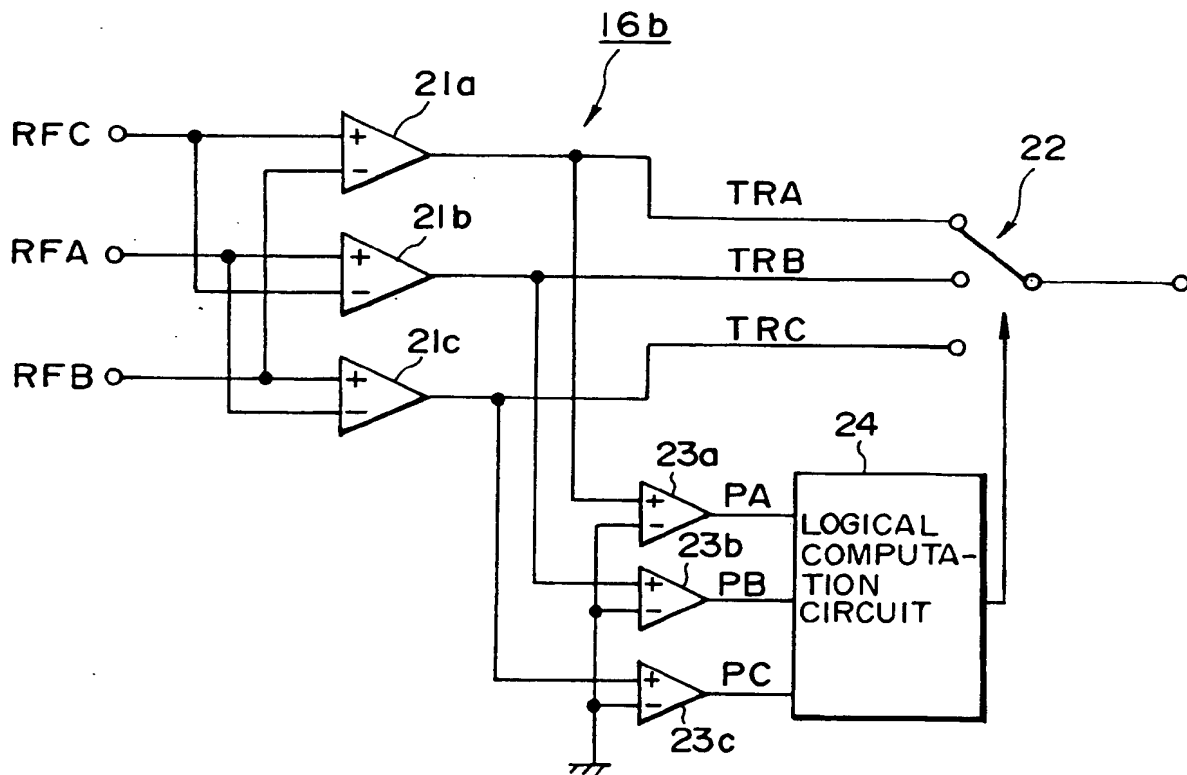 16b
21a
RFC
+
-
22
TRA
21b
RFA
+
-
TRB
21c
TRC
RFB
+
-
24
23a
PA
+
-
LOGICAL
COMPUTA-
TION
CIRCUIT
23b
PB
+
-
PC
+
-
23c